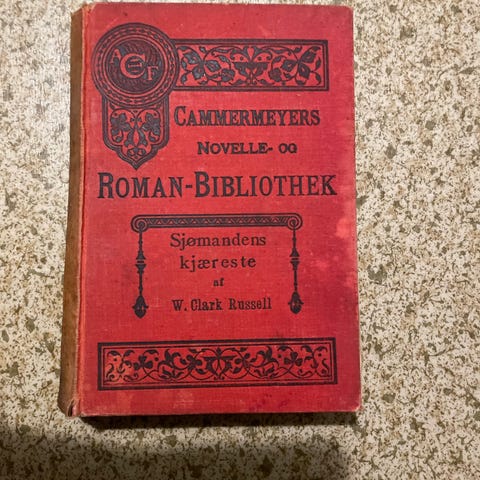 CAMMERMEYERS
NOVELLE- OG
ROMAN-BIBLIOTHEK
Sjømandens
kjæreste
af
W. Clark Russell